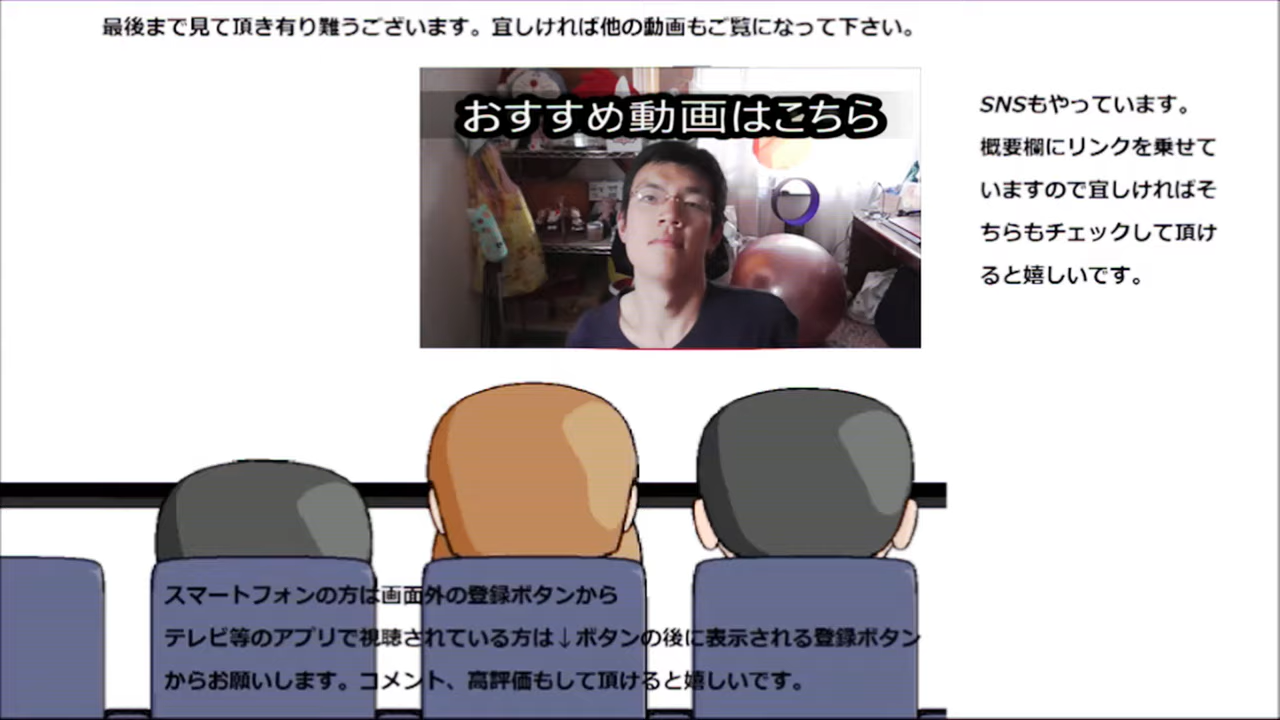 最後まで見て頂き有り難うございます。宜しければ他の動画もご覧になって下さい。
おすすめ動画はこちら
SNSもやっています。
概要欄にリンクを乗せて
いますので宜しければそ
ちらもチェックして頂け
ると嬉しいです。
スマートフォンの方は画面外の登録ボタンから
テレビ等のアプリで視聴されている方は↓ボタンの後に表示される登録ボタン
からお願いします。コメント、高評価もして頂けると嬉しいです。